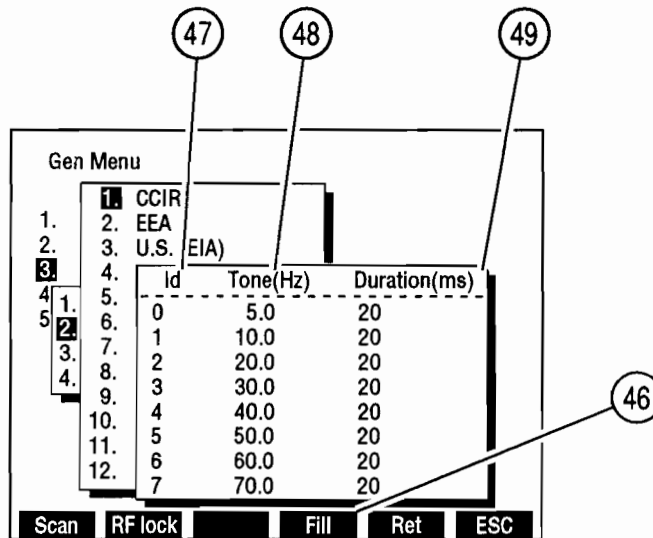 47 48 49
Gen Menu
1. CCIR
1. 2. EEA
2. 3. U.S. (EIA)
3. 4. Id Tone(Hz) Duration(ms)
4 1. 5. 0 5.0 20
5 2. 6. 1 10.0 20
3. 7. 2 20.0 20
4. 8. 3 30.0 20
9. 4 40.0 20
10. 5 50.0 20
11. 6 60.0 20
12. 7 70.0 20
46
Scan RF lock Fill Ret ESC